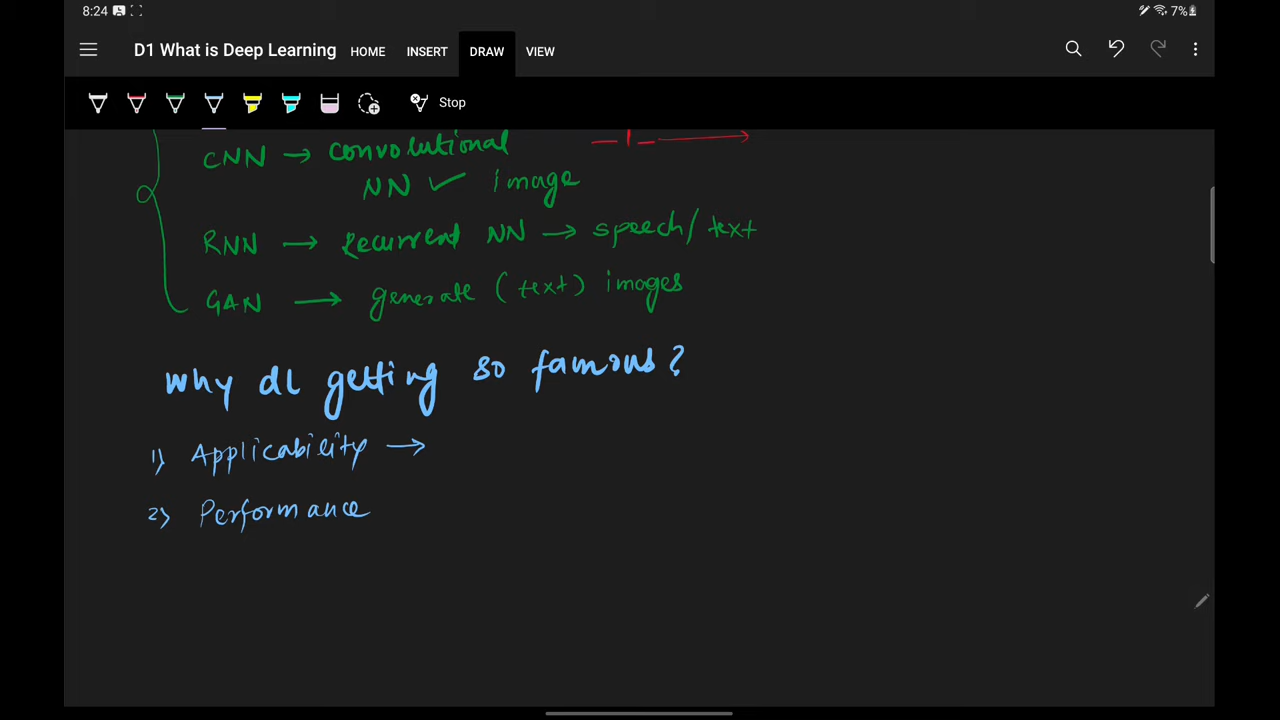 8:24 7%
D1 What is Deep Learning HOME INSERT DRAW VIEW
Stop
CNN → convolutional
NN ✓ image
RNN → Recurrent NN → speech/text
GAN → generate (text) images
Why dL getting so famous?
1) Applicability →
2) Performance